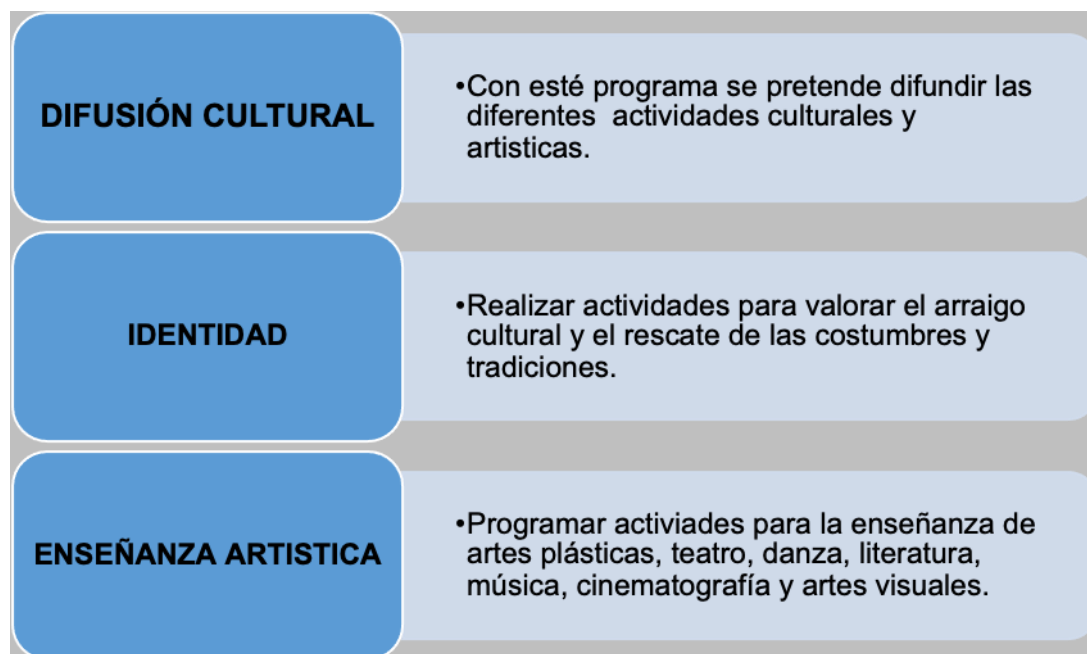 DIFUSIÓN CULTURAL
•Con esté programa se pretende difundir las
diferentes  actividades culturales y
artisticas.
IDENTIDAD
•Realizar actividades para valorar el arraigo
cultural y el rescate de las costumbres y
tradiciones.
ENSEÑANZA ARTISTICA
•Programar activiades para la enseñanza de
artes plásticas, teatro, danza, literatura,
música, cinematografía y artes visuales.